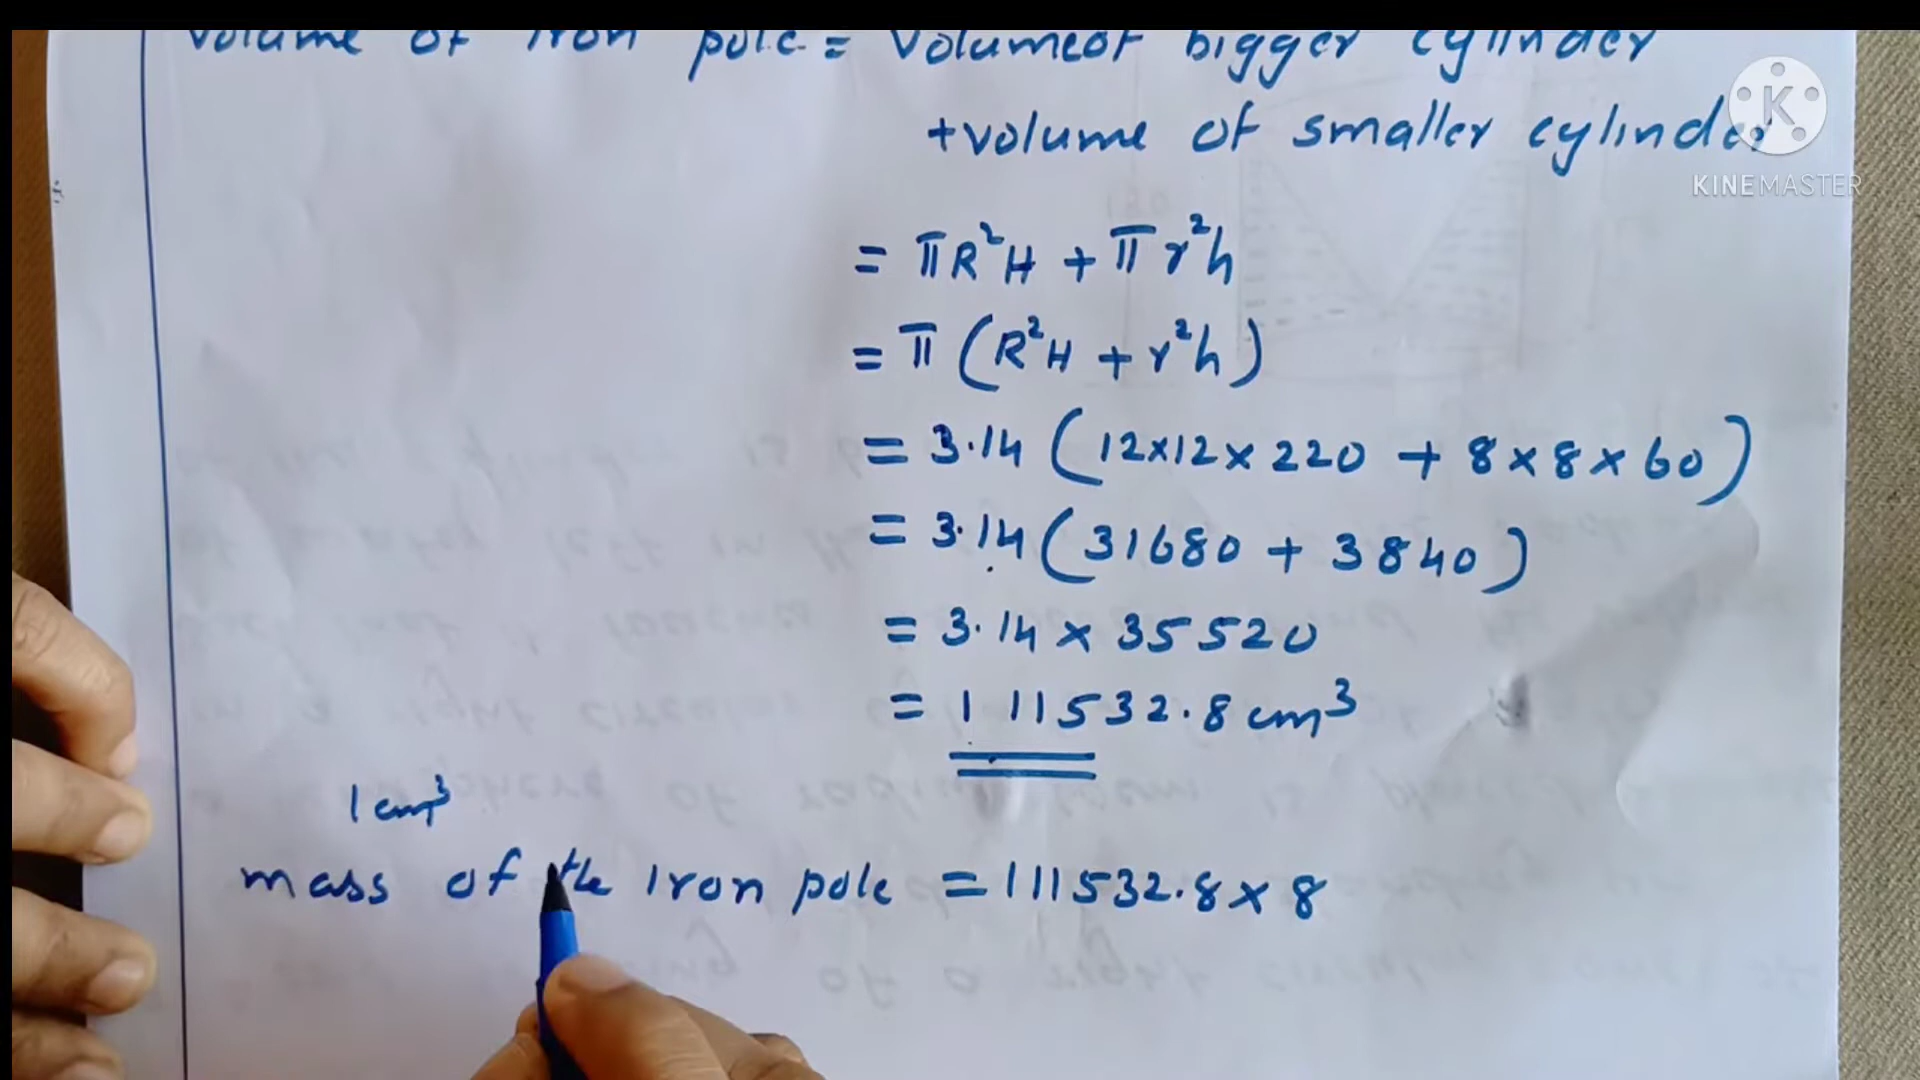 volume of iron pole = volume of bigger cylinder
+ volume of smaller cylinder
KINEMASTER
= πR²H + πr²h
= π (R²H + r²h)
= 3.14 (12×12×220 + 8×8×60)
= 3.14 (31680 + 3840)
= 3.14 × 35520
= 111532.8 cm³
1 cm³
mass of the iron pole = 111532.8 × 8